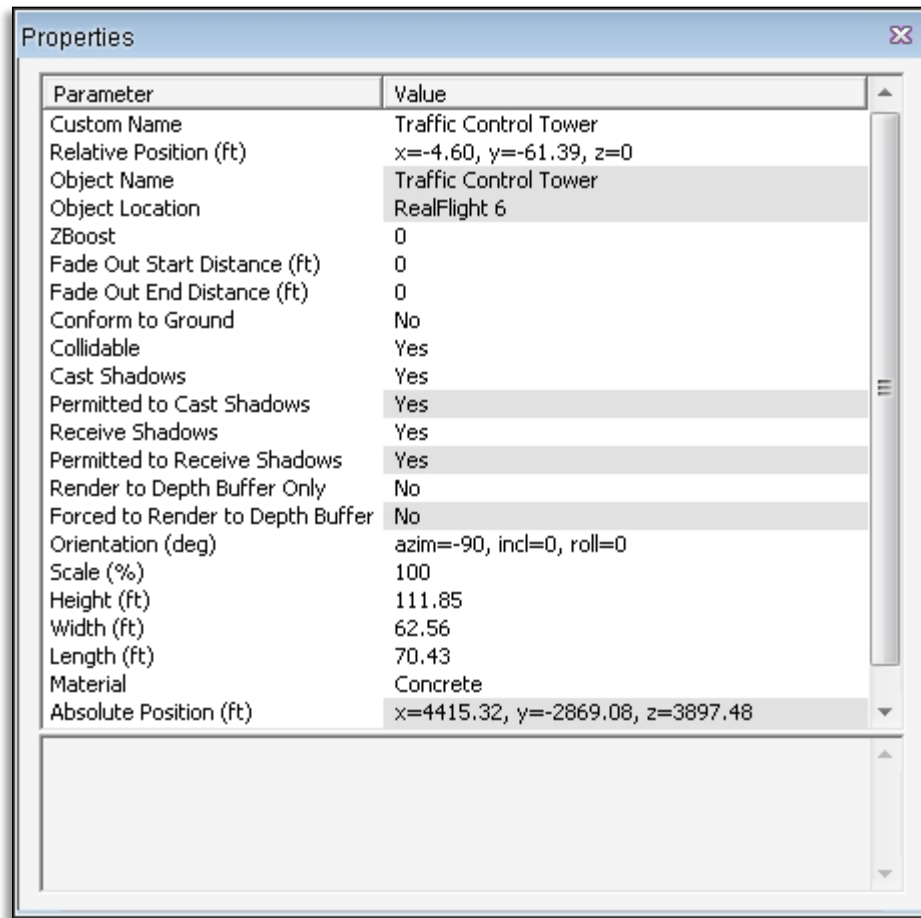 Properties
Parameter Value
Custom Name Traffic Control Tower
Relative Position (ft) x=-4.60, y=-61.39, z=0
Object Name Traffic Control Tower
Object Location RealFlight 6
ZBoost 0
Fade Out Start Distance (ft) 0
Fade Out End Distance (ft) 0
Conform to Ground No
Collidable Yes
Cast Shadows Yes
Permitted to Cast Shadows Yes
Receive Shadows Yes
Permitted to Receive Shadows Yes
Render to Depth Buffer Only No
Forced to Render to Depth Buffer No
Orientation (deg) azim=-90, incl=0, roll=0
Scale (%) 100
Height (ft) 111.85
Width (ft) 62.56
Length (ft) 70.43
Material Concrete
Absolute Position (ft) x=4415.32, y=-2869.08, z=3897.48